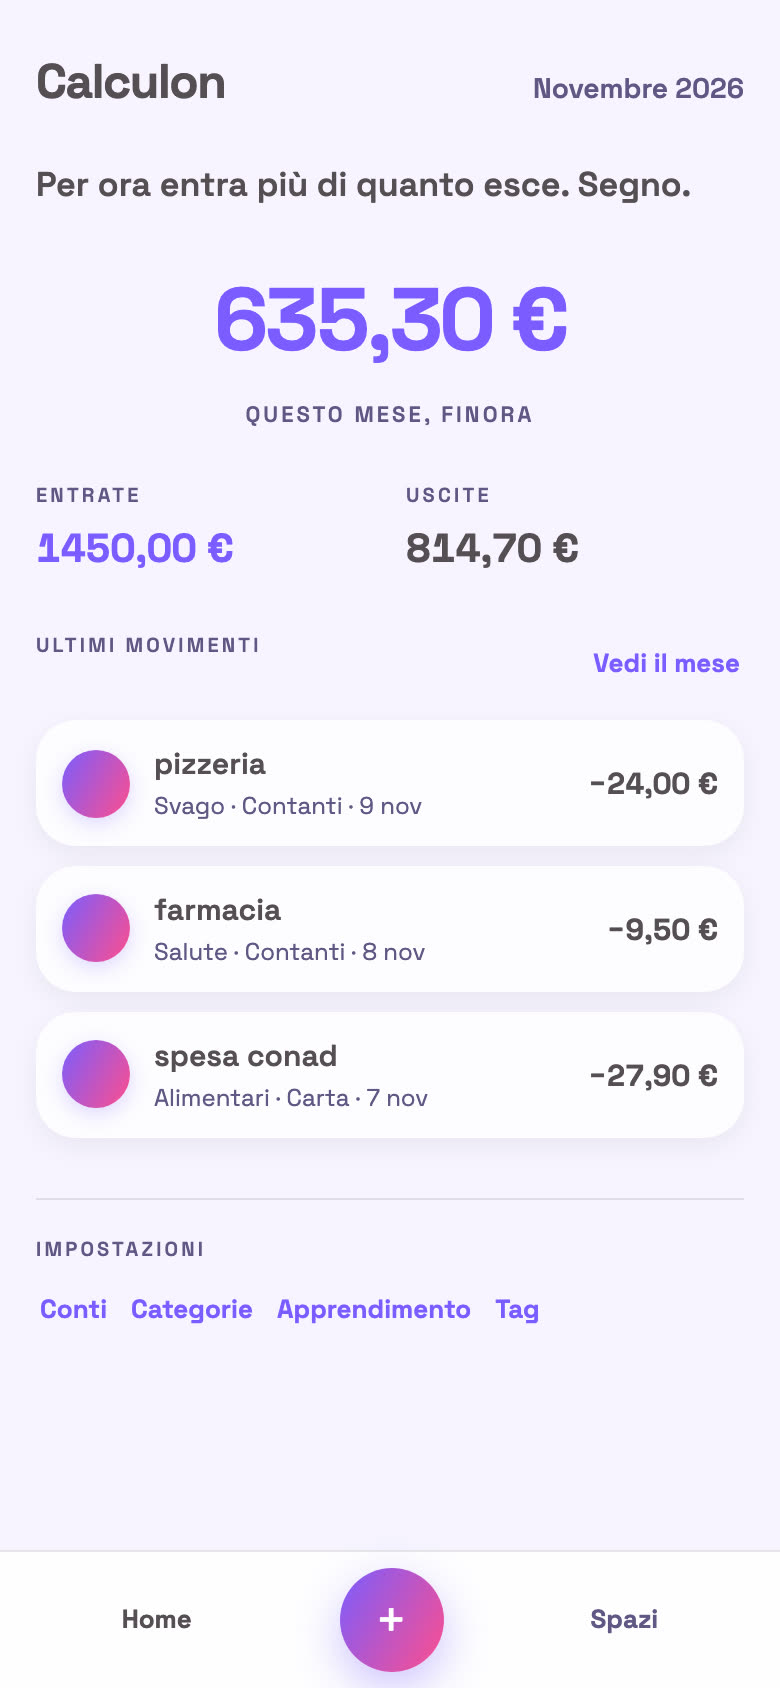 Calculon
Novembre 2026
Per ora entra più di quanto esce. Segno.
635,30 €
QUESTO MESE, FINORA
ENTRATE
USCITE
1450,00 €
814,70 €
ULTIMI MOVIMENTI
Vedi il mese
pizzeria
Svago · Contanti · 9 nov
−24,00 €
farmacia
Salute · Contanti · 8 nov
−9,50 €
spesa conad
Alimentari · Carta · 7 nov
−27,90 €
IMPOSTAZIONI
Conti Categorie Apprendimento Tag
Home
+
Spazi